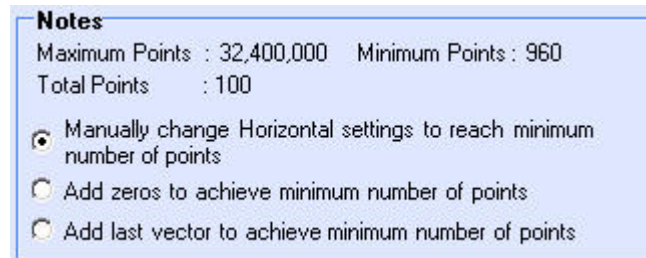 Notes
Maximum Points : 32,400,000 Minimum Points : 960
Total Points : 100
Manually change Horizontal settings to reach minimum
number of points
Add zeros to achieve minimum number of points
Add last vector to achieve minimum number of points